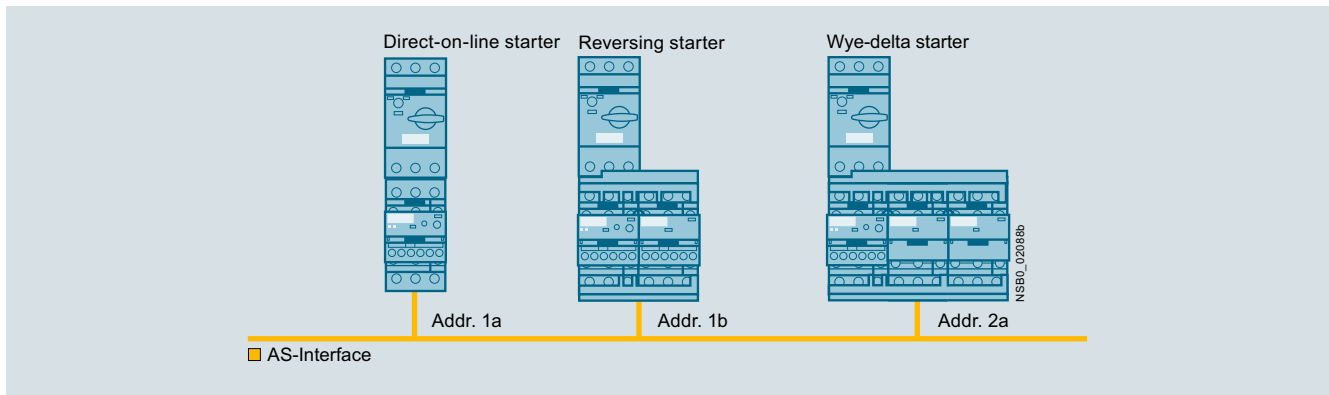 Direct-on-line starter
Reversing starter
Wye-delta starter
NSB0_02088b
Addr. 1a
Addr. 1b
Addr. 2a
AS-Interface